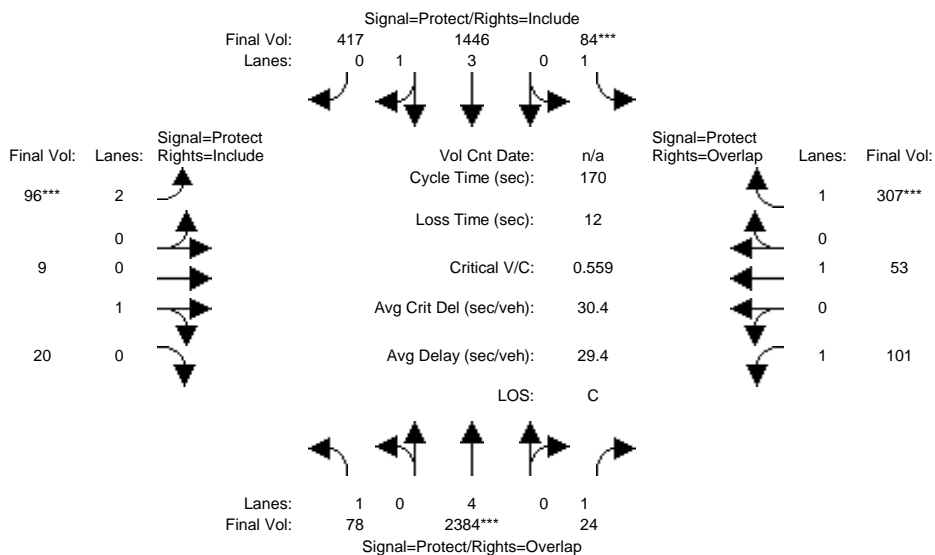 Signal=Protect/Rights=Include
Final Vol: 417 1446 84***
Lanes: 0 1 3 0 1
Signal=Protect Signal=Protect
Final Vol: Lanes: Rights=Include Vol Cnt Date: n/a Rights=Overlap Lanes: Final Vol:
Cycle Time (sec): 170
96*** 2 1 307***
Loss Time (sec): 12
0 0
9 0 Critical V/C: 0.559 1 53
1 Avg Crit Del (sec/veh): 30.4 0
20 0 Avg Delay (sec/veh): 29.4 1 101
LOS: C
Lanes: 1 0 4 0 1
Final Vol: 78 2384*** 24
Signal=Protect/Rights=Overlap